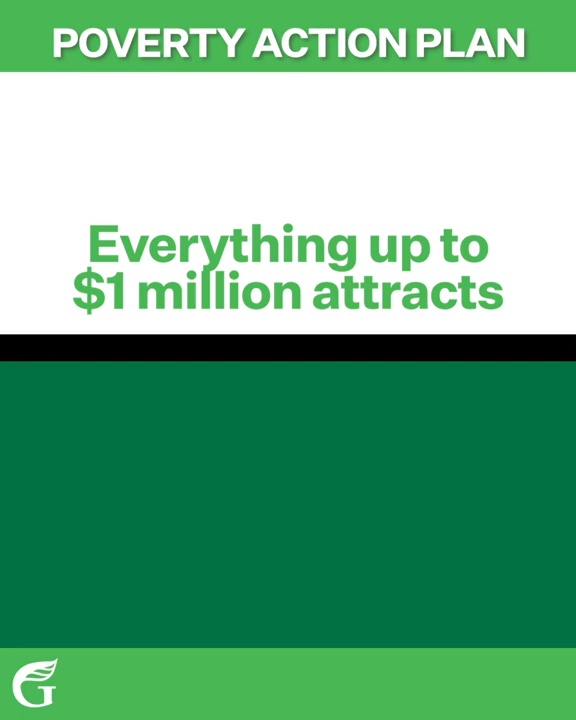 POVERTY ACTION PLAN
Everything up to
$1 million attracts
G